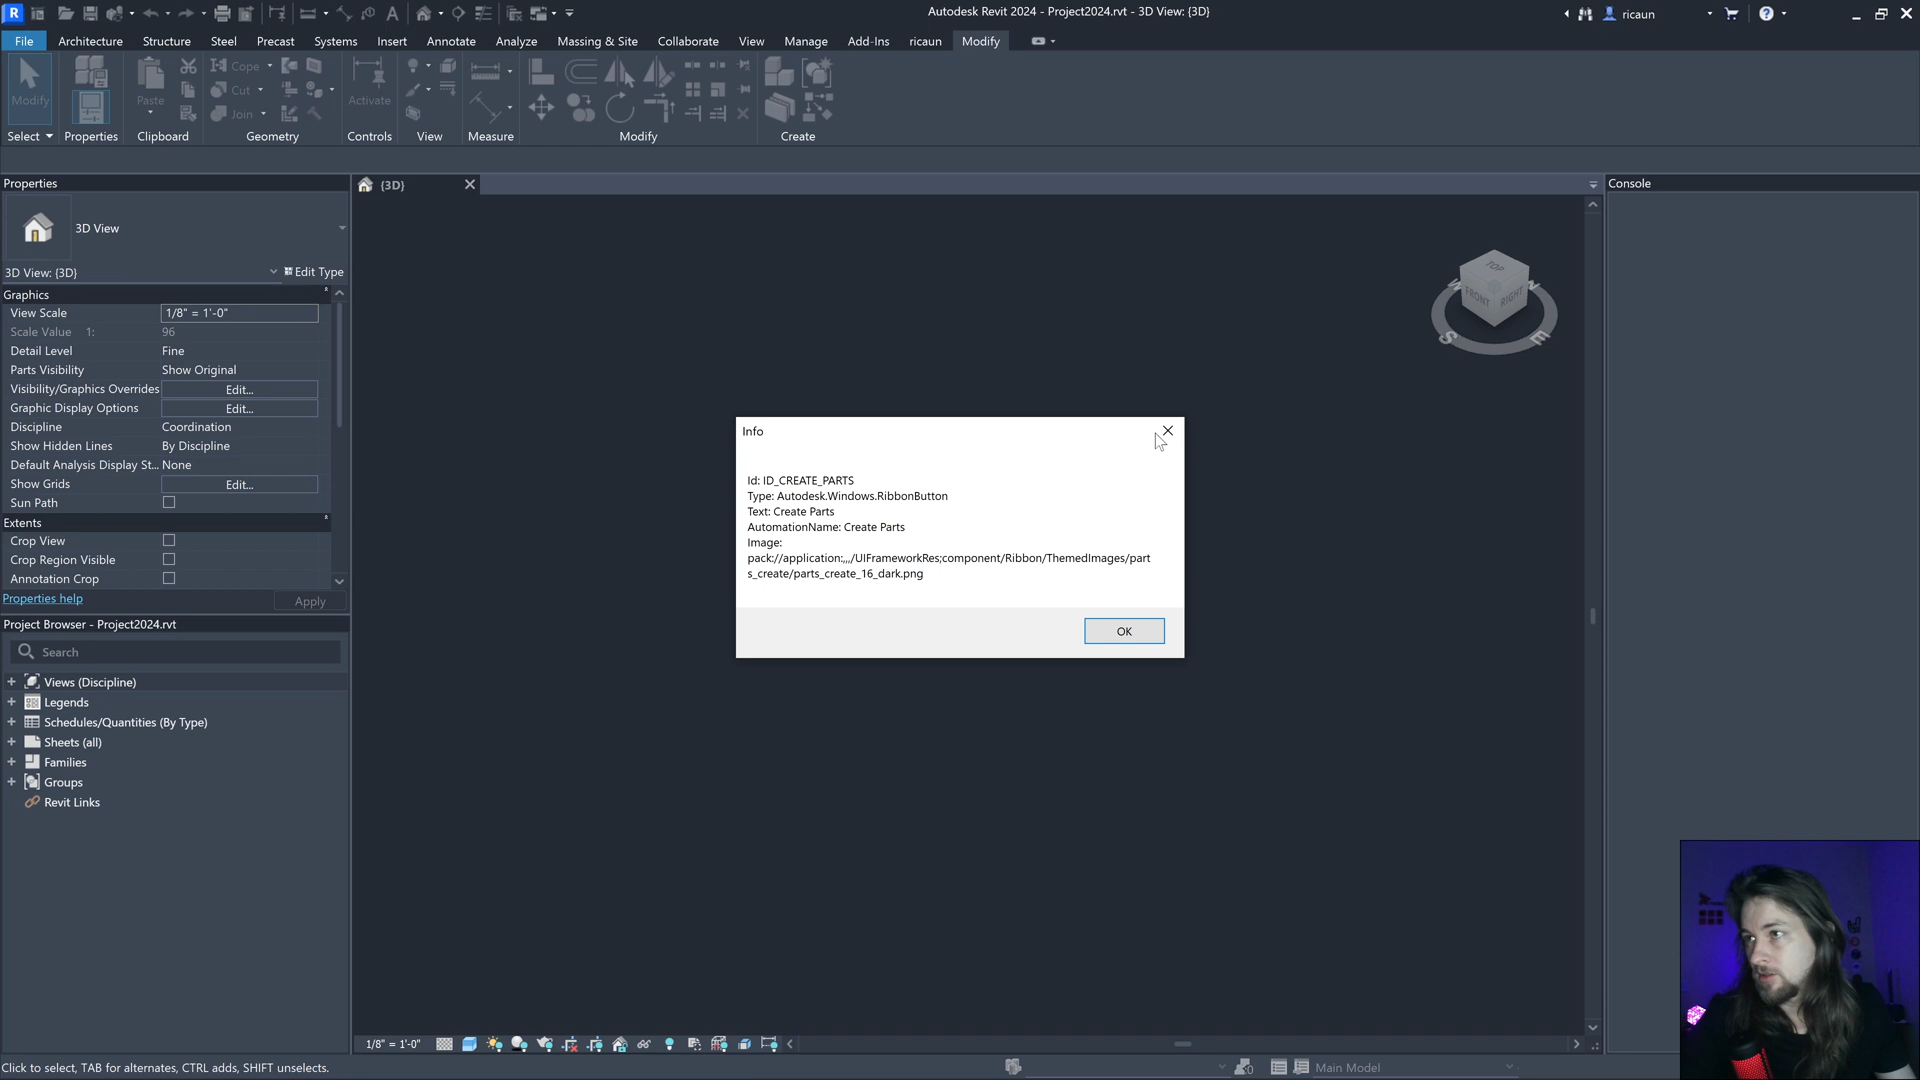 Autodesk Revit 2024 - Project2024.rvt - 3D View: {3D}
ricaun
File Architecture Structure Steel Precast Systems Insert Annotate Analyze Massing & Site Collaborate View Manage Add-Ins ricaun Modify
Modify
Paste
Cope
Cut
Join
Activate
Select Properties Clipboard Geometry Controls View Measure Modify Create
Properties
{3D}
Console
3D View
3D View: {3D}
Edit Type
Graphics
View Scale 1/8" = 1'-0"
Scale Value 1: 96
Detail Level Fine
Parts Visibility Show Original
Visibility/Graphics Overrides Edit...
Graphic Display Options Edit...
Discipline Coordination
Show Hidden Lines By Discipline
Default Analysis Display St... None
Show Grids Edit...
Sun Path
Extents
Crop View
Crop Region Visible
Annotation Crop
Properties help
Apply
TOP
FRONT
RIGHT
W
N
S
E
Info
Id: ID_CREATE_PARTS
Type: Autodesk.Windows.RibbonButton
Text: Create Parts
AutomationName: Create Parts
Image:
pack://application:,,,/UIFrameworkRes;component/Ribbon/ThemedImages/part
s_create/parts_create_16_dark.png
OK
Project Browser - Project2024.rvt
Search
Views (Discipline)
Legends
Schedules/Quantities (By Type)
Sheets (all)
Families
Groups
Revit Links
1/8" = 1'-0"
Click to select, TAB for alternates, CTRL adds, SHIFT unselects.
:0
Main Model